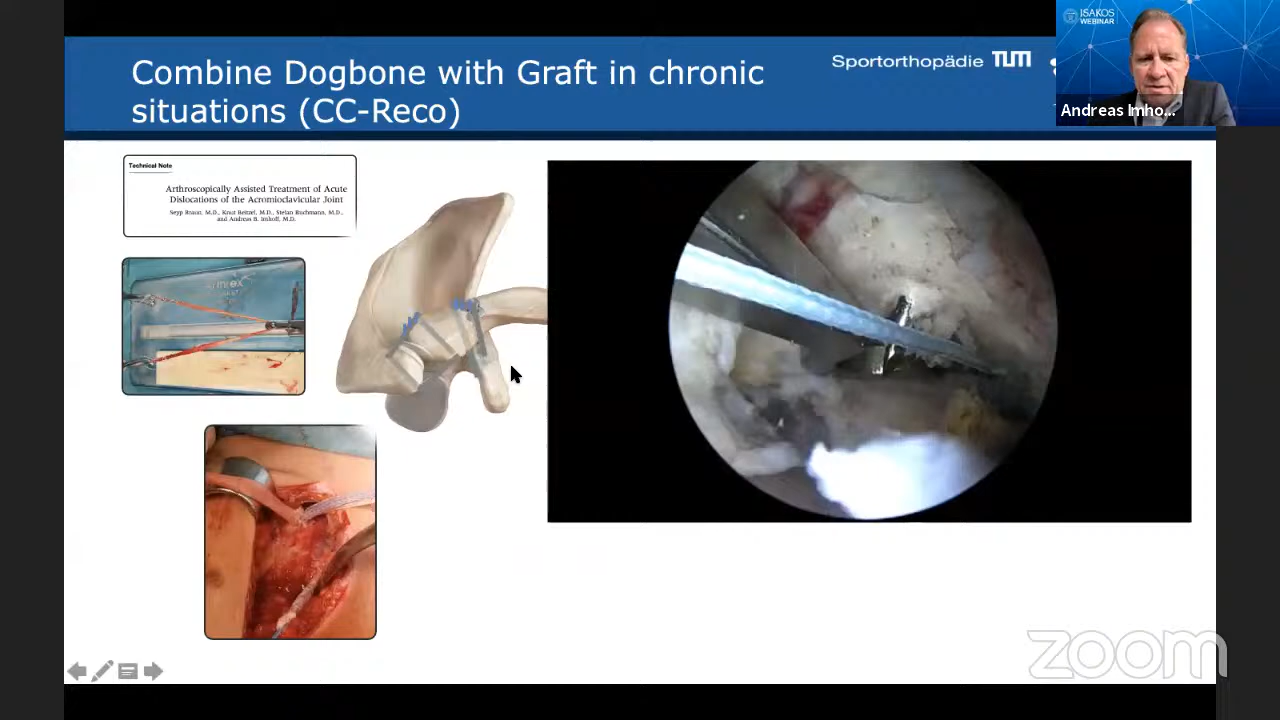 Combine Dogbone with Graft in chronic
situations (CC-Reco)
Sportorthopädie TUM
ISAKOS
WEBINAR
Andreas Imho...
Technical Note
Arthroscopically Assisted Treatment of Acute
Dislocations of the Acromioclavicular Joint
Sepp Braun, M.D., Knut Beitzel, M.D., Stefan Buchmann, M.D.,
and Andreas B. Imhoff, M.D.
zoom